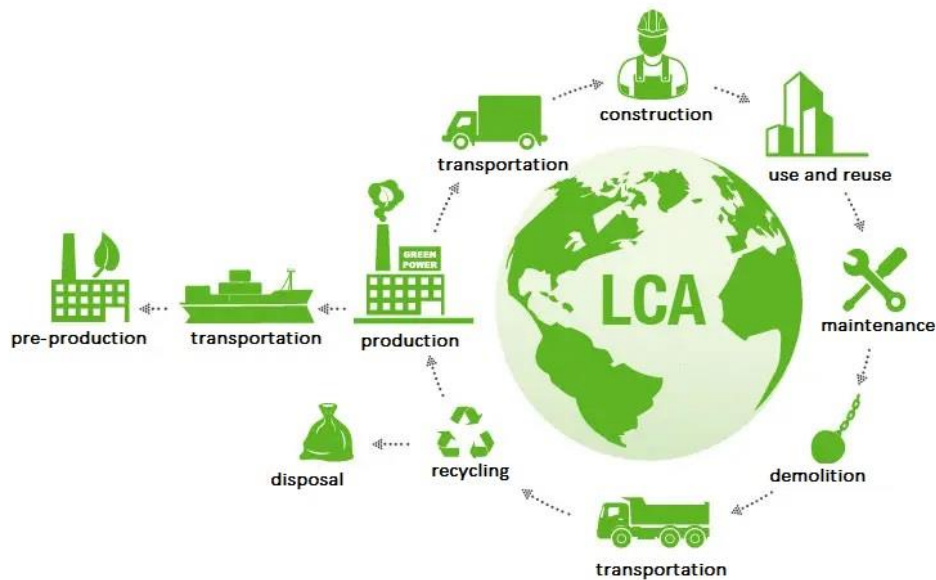 construction
transportation
use and reuse
GREEN
POWER
LCA
pre-production
transportation
production
maintenance
disposal
recycling
demolition
transportation